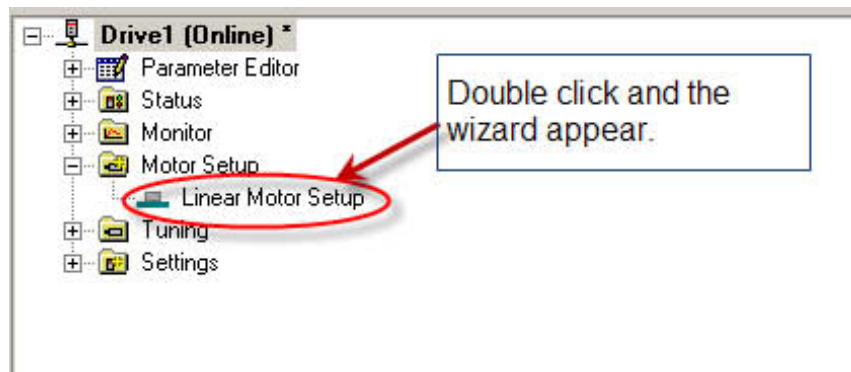 Drive1 (Online) *
Parameter Editor
Status
Monitor
Motor Setup
Linear Motor Setup
Tuning
Settings
Double click and the
wizard appear.